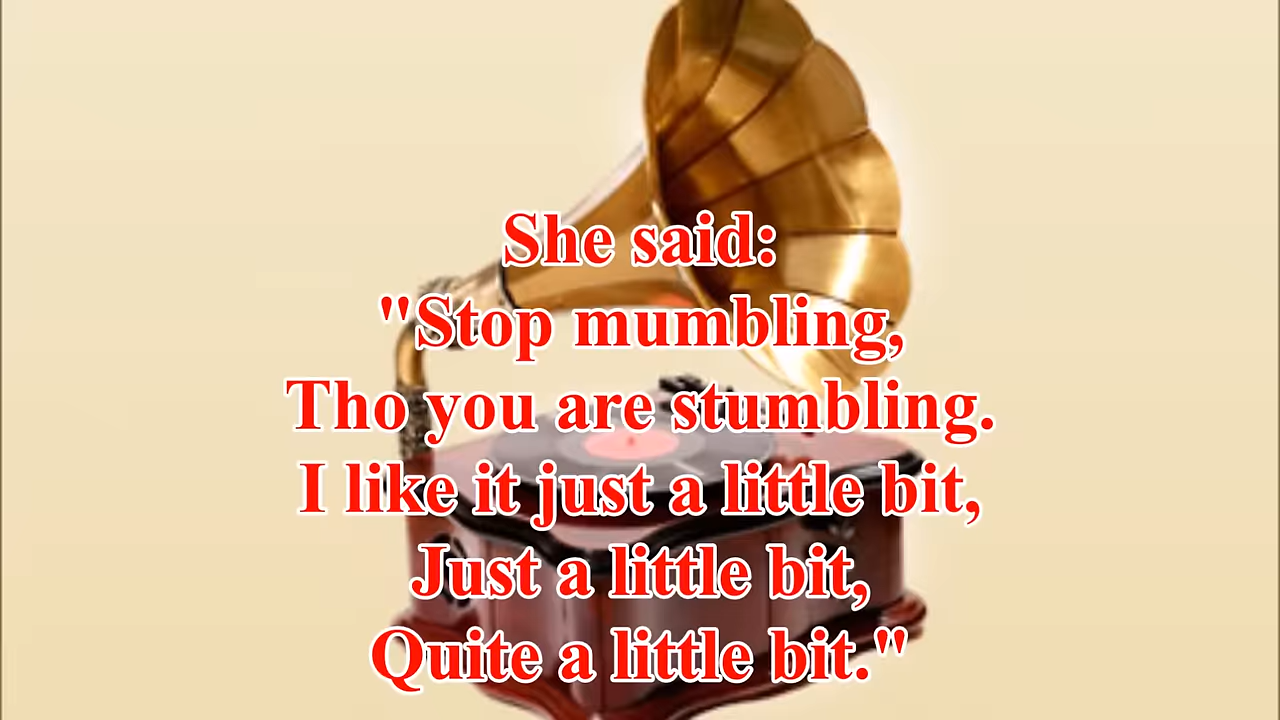 She said:
"Stop mumbling,
Tho you are stumbling.
I like it just a little bit,
Just a little bit,
Quite a little bit."